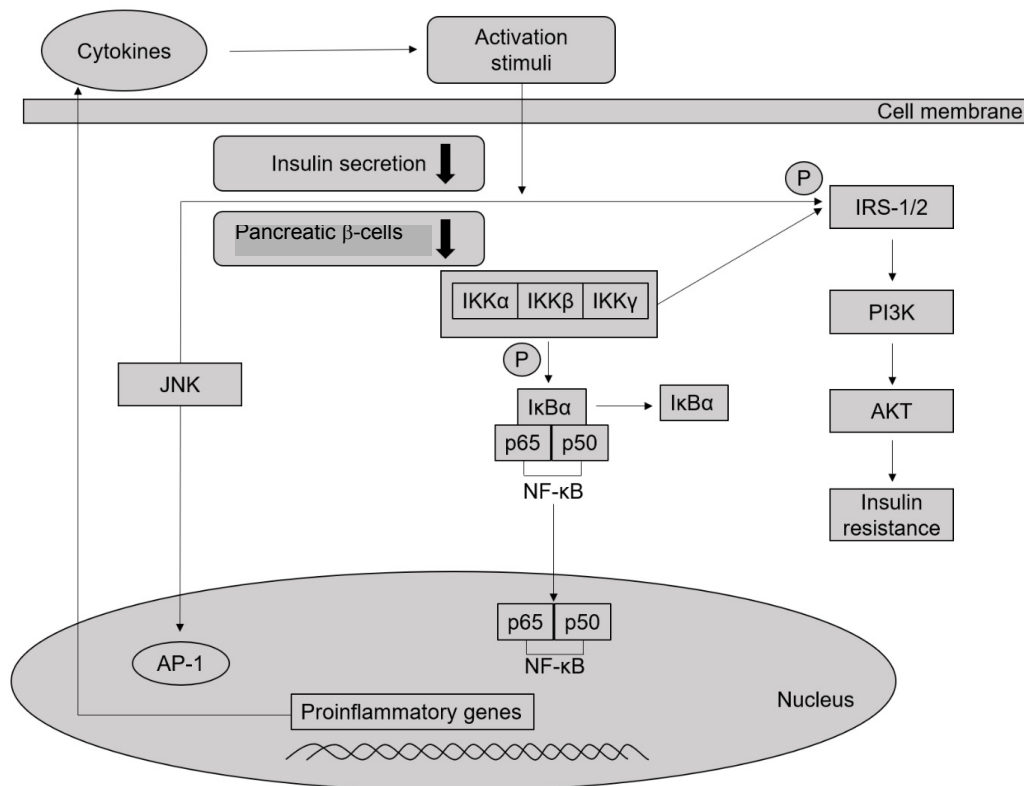 Cytokines
Activation
stimuli
Cell membrane
Insulin secretion
P
IRS-1/2
Pancreatic β-cells
IKKα IKKβ IKKγ
PI3K
P
JNK
IκBα
IκBα
AKT
p65 p50
NF-κB
Insulin
resistance
p65 p50
NF-κB
AP-1
Nucleus
Proinflammatory genes